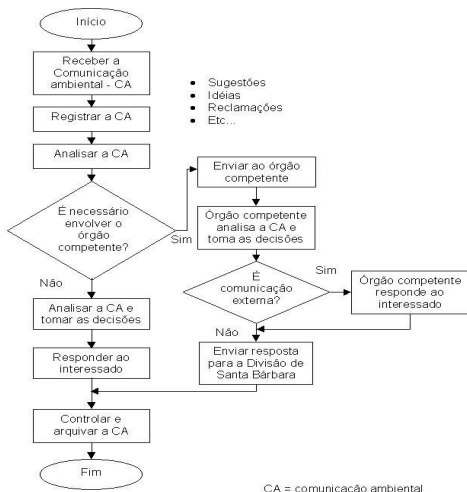 Início
Receber a
Comunicação
ambiental - CA
Sugestões
Idéias
Reclamações
Etc...
Registrar a CA
Analisar a CA
É necessário
envolver o
órgão
competente?
Sim
Não
Enviar ao órgão
competente
Órgão competente
analisa a CA e
toma as decisões
É
comunicação
externa?
Sim
Não
Órgão competente
responde ao
interessado
Analisar a CA e
tomar as decisões
Responder ao
interessado
Enviar resposta
para a Divisão de
Santa Bárbara
Controlar e
arquivar a CA
Fim
CA = comunicação ambiental